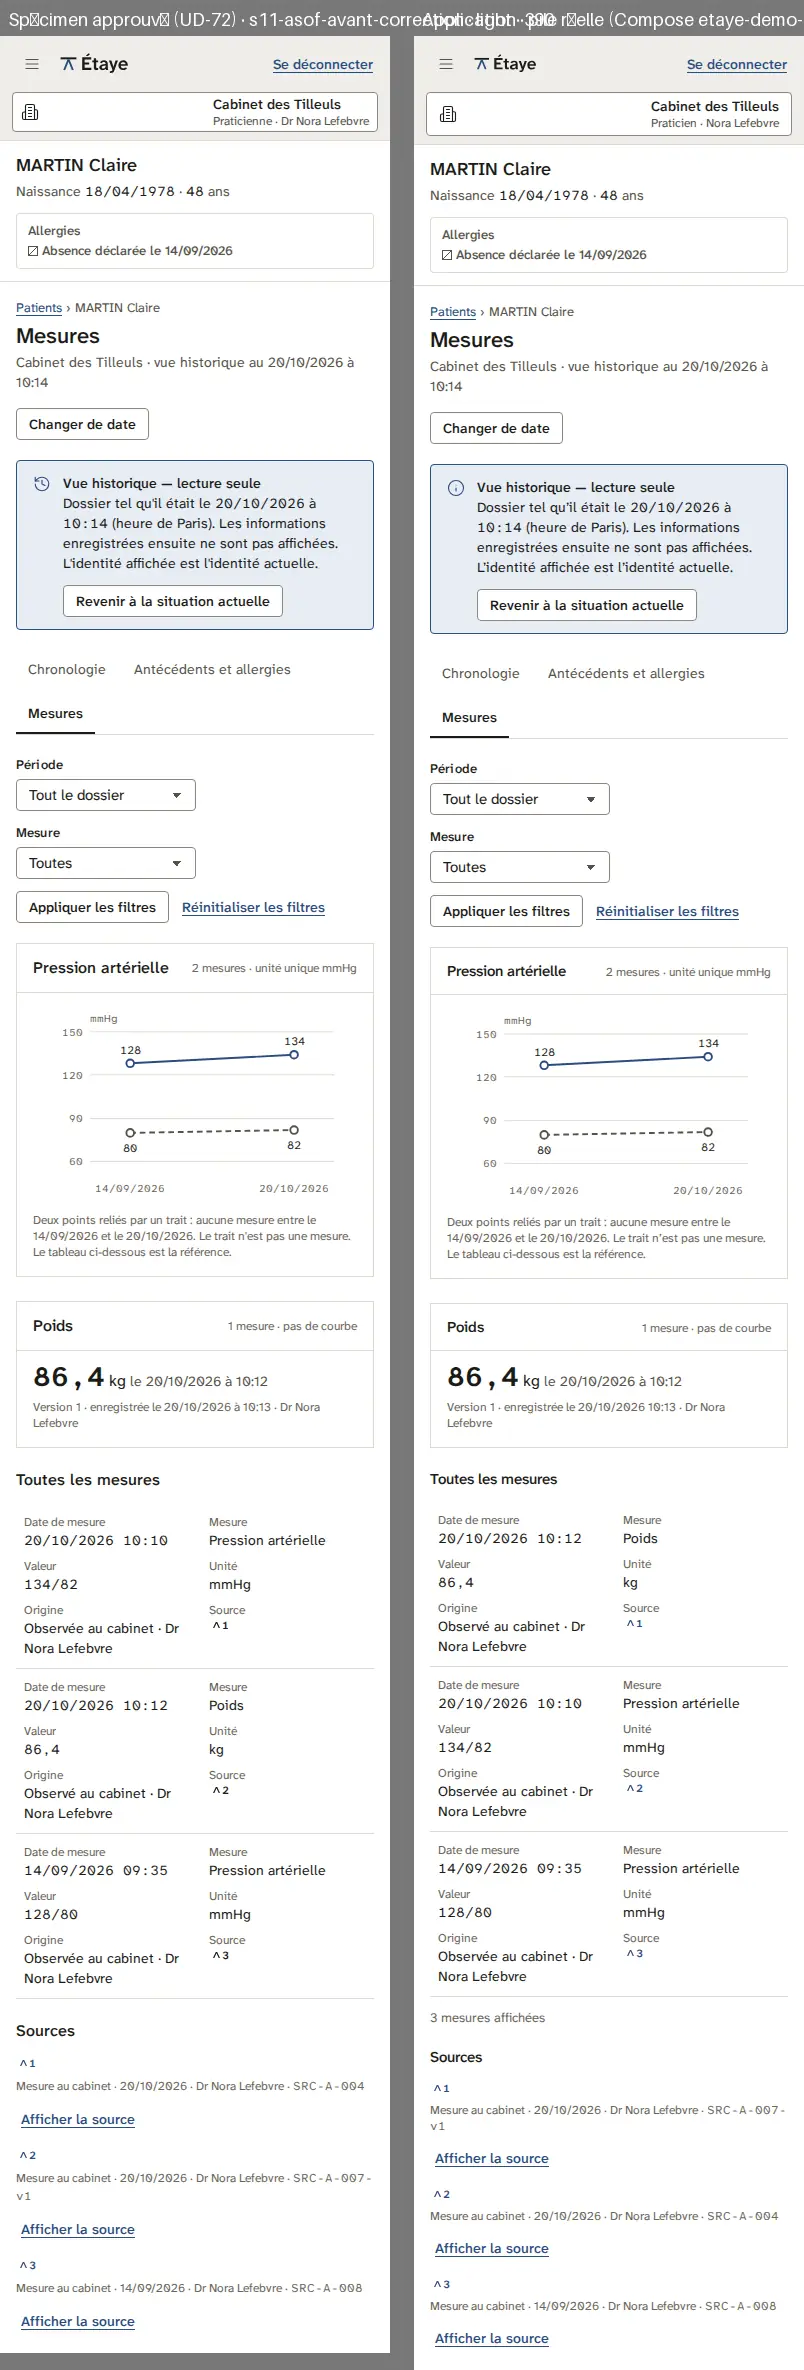 Spécimen approuvé (UD-72) · s11-asof-avant-correction · light · 390
Étaye
Se déconnecter
Cabinet des Tilleuls
Praticienne · Dr Nora Lefebvre
MARTIN Claire
Naissance 18/04/1978 · 48 ans
Allergies
Absence déclarée le 14/09/2026
Patients › MARTIN Claire
Mesures
Cabinet des Tilleuls · vue historique au 20/10/2026 à
10:14
Changer de date
Vue historique — lecture seule
Dossier tel qu'il était le 20/10/2026 à
10:14 (heure de Paris). Les informations
enregistrées ensuite ne sont pas affichées.
L'identité affichée est l'identité actuelle.
Revenir à la situation actuelle
Chronologie Antécédents et allergies
Mesures
Période
Tout le dossier
Mesure
Toutes
Appliquer les filtres Réinitialiser les filtres
Pression artérielle 2 mesures · unité unique mmHg
mmHg
150
128 134
120
90
80 82
60
14/09/2026 20/10/2026
Deux points reliés par un trait : aucune mesure entre le
14/09/2026 et le 20/10/2026. Le trait n'est pas une mesure.
Le tableau ci-dessous est la référence.
Poids 1 mesure · pas de courbe
86,4 kg le 20/10/2026 à 10:12
Version 1 · enregistrée le 20/10/2026 à 10:13 · Dr Nora
Lefebvre
Toutes les mesures
Date de mesure Mesure
20/10/2026 10:10 Pression artérielle
Valeur Unité
134/82 mmHg
Origine Source
Observée au cabinet · Dr ^1
Nora Lefebvre
Date de mesure Mesure
20/10/2026 10:12 Poids
Valeur Unité
86,4 kg
Origine Source
Observé au cabinet · Dr ^2
Nora Lefebvre
Date de mesure Mesure
14/09/2026 09:35 Pression artérielle
Valeur Unité
128/80 mmHg
Origine Source
Observée au cabinet · Dr ^3
Nora Lefebvre
Sources
^1
Mesure au cabinet · 20/10/2026 · Dr Nora Lefebvre · SRC-A-004
Afficher la source
^2
Mesure au cabinet · 20/10/2026 · Dr Nora Lefebvre · SRC-A-007-
v1
Afficher la source
^3
Mesure au cabinet · 14/09/2026 · Dr Nora Lefebvre · SRC-A-008
Afficher la source
Application · pile réelle (Compose etaye-demo-
Étaye
Se déconnecter
Cabinet des Tilleuls
Praticien · Nora Lefebvre
MARTIN Claire
Naissance 18/04/1978 · 48 ans
Allergies
Absence déclarée le 14/09/2026
Patients › MARTIN Claire
Mesures
Cabinet des Tilleuls · vue historique au 20/10/2026 à
10:14
Changer de date
Vue historique — lecture seule
Dossier tel qu'il était le 20/10/2026 à
10:14 (heure de Paris). Les informations
enregistrées ensuite ne sont pas affichées.
L'identité affichée est l'identité actuelle.
Revenir à la situation actuelle
Chronologie Antécédents et allergies
Mesures
Période
Tout le dossier
Mesure
Toutes
Appliquer les filtres Réinitialiser les filtres
Pression artérielle 2 mesures · unité unique mmHg
mmHg
150
128 134
120
90
80 82
60
14/09/2026 20/10/2026
Deux points reliés par un trait : aucune mesure entre le
14/09/2026 et le 20/10/2026. Le trait n'est pas une mesure.
Le tableau ci-dessous est la référence.
Poids 1 mesure · pas de courbe
86,4 kg le 20/10/2026 à 10:12
Version 1 · enregistrée le 20/10/2026 10:13 · Dr Nora
Lefebvre
Toutes les mesures
Date de mesure Mesure
20/10/2026 10:12 Poids
Valeur Unité
86,4 kg
Origine Source
Observé au cabinet · Dr ^1
Nora Lefebvre
Date de mesure Mesure
20/10/2026 10:10 Pression artérielle
Valeur Unité
134/82 mmHg
Origine Source
Observée au cabinet · Dr ^2
Nora Lefebvre
Date de mesure Mesure
14/09/2026 09:35 Pression artérielle
Valeur Unité
128/80 mmHg
Origine Source
Observée au cabinet · Dr ^3
Nora Lefebvre
3 mesures affichées
Sources
^1
Mesure au cabinet · 20/10/2026 · Dr Nora Lefebvre · SRC-A-007-
v1
Afficher la source
^2
Mesure au cabinet · 20/10/2026 · Dr Nora Lefebvre · SRC-A-004
Afficher la source
^3
Mesure au cabinet · 14/09/2026 · Dr Nora Lefebvre · SRC-A-008
Afficher la source